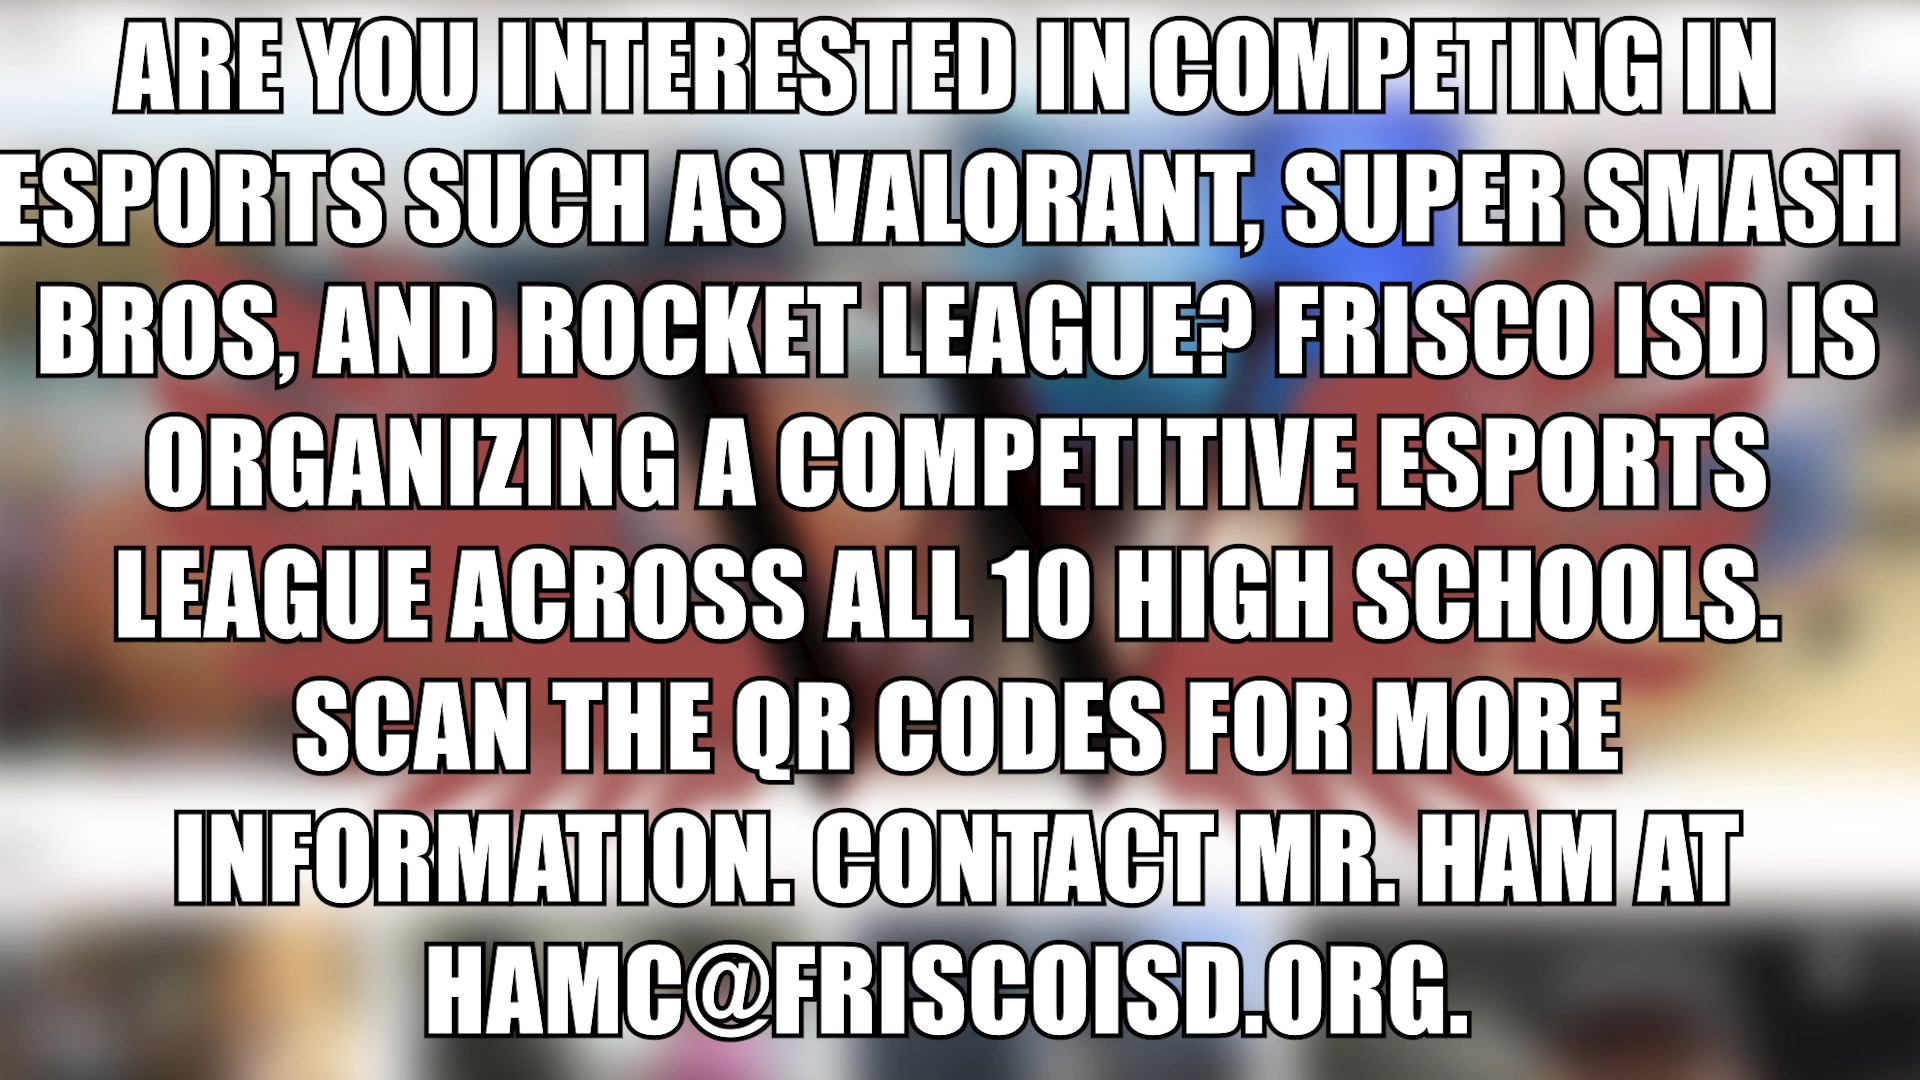 ARE YOU INTERESTED IN COMPETING IN
ESPORTS SUCH AS VALORANT, SUPER SMASH
BROS, AND ROCKET LEAGUE? FRISCO ISD IS
ORGANIZING A COMPETITIVE ESPORTS
LEAGUE ACROSS ALL 10 HIGH SCHOOLS.
SCAN THE QR CODES FOR MORE
INFORMATION. CONTACT MR. HAM AT
HAMC@FRISCOISD.ORG.